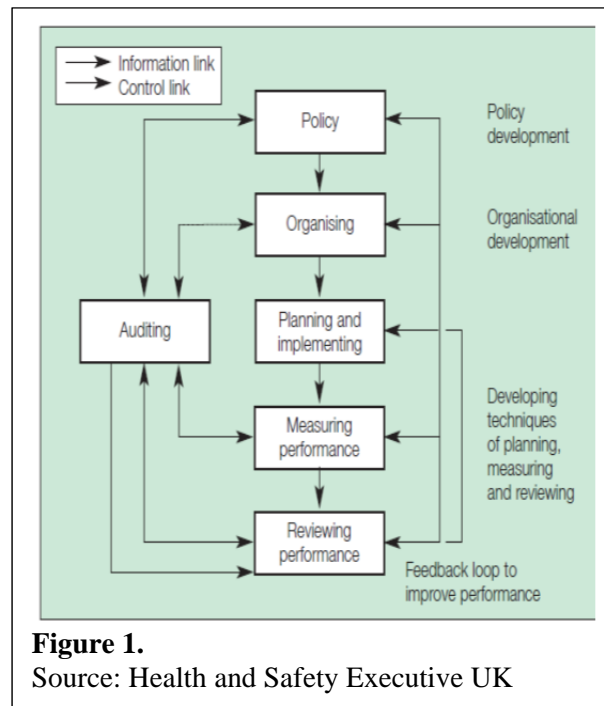 Information link
Control link
Policy
Policy
development
Organising
Organisational
development
Auditing
Planning and
implementing
Measuring
performance
Developing
techniques
of planning,
measuring
and reviewing
Reviewing
performance
Feedback loop to
improve performance
Figure 1.
Source: Health and Safety Executive UK